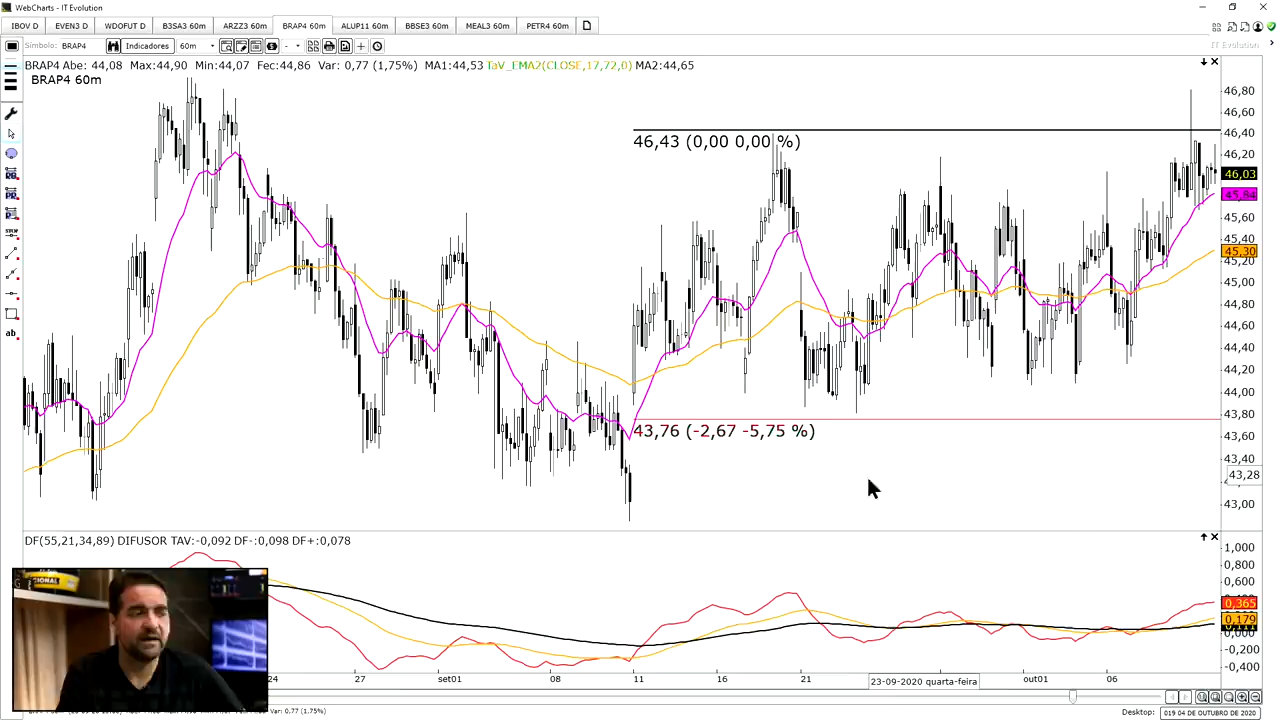 WebCharts - IT Evolution
IBOV D EVEN3 D WDOFUT D B3SA3 60m ARZZ3 60m BRAP4 60m ALUP11 60m BBSE3 60m MEAL3 60m PETR4 60m
Símbolo: BRAP4 Indicadores 60m
IT Evolution
BRAP4 Abe: 44,08 Max:44,90 Min:44,07 Fec:44,86 Var: 0,77 (1,75%) MA1:44,53 TaV_EMA2(CLOSE,17,72,0) MA2:44,65
BRAP4 60m
46,80
46,60
46,43 (0,00 0,00 %)
46,40
46,20
46,03
45,84
45,60
45,40
45,30
45,20
45,00
44,80
44,60
44,40
44,20
44,00
43,80
43,76 (-2,67 -5,75 %)
43,60
43,40
43,28
43,00
STOP
ab
DF(55,21,34,89) DIFUSOR TAV:-0,092 DF-:0,098 DF+:0,078
1,000
0,800
0,600
0,365
0,179
0,000
-0,200
-0,400
24 27 set01 08 11 16 21 23-09-2020 quarta-feira out01 06
Desktop: 019 04 DE OUTUBRO DE 2020